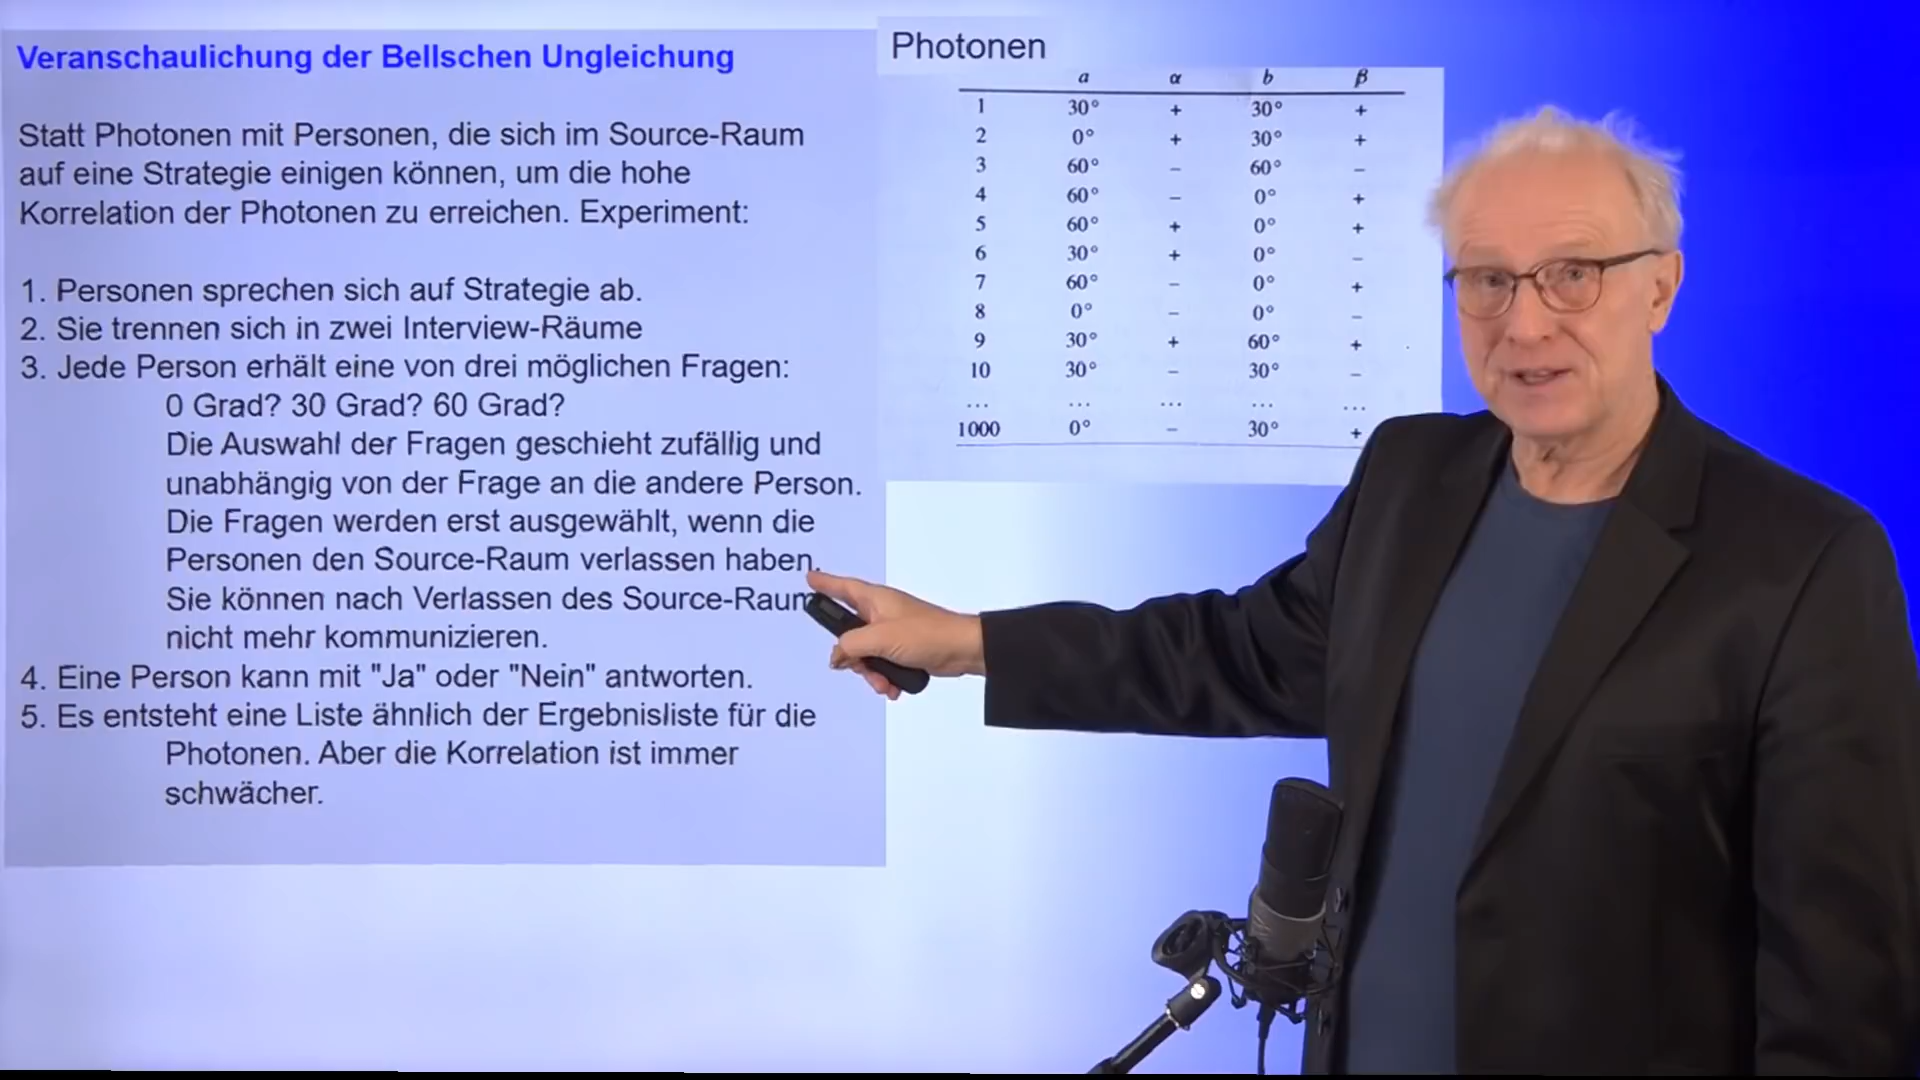 Veranschaulichung der Bellschen Ungleichung
Statt Photonen mit Personen, die sich im Source-Raum
auf eine Strategie einigen können, um die hohe
Korrelation der Photonen zu erreichen. Experiment:
1. Personen sprechen sich auf Strategie ab.
2. Sie trennen sich in zwei Interview-Räume
3. Jede Person erhält eine von drei möglichen Fragen:
0 Grad? 30 Grad? 60 Grad?
Die Auswahl der Fragen geschieht zufällig und
unabhängig von der Frage an die andere Person.
Die Fragen werden erst ausgewählt, wenn die
Personen den Source-Raum verlassen haben.
Sie können nach Verlassen des Source-Raum
nicht mehr kommunizieren.
4. Eine Person kann mit "Ja" oder "Nein" antworten.
5. Es entsteht eine Liste ähnlich der Ergebnisliste für die
Photonen. Aber die Korrelation ist immer
schwächer.
Photonen
a α b β
1 30° + 30° +
2 0° + 30° +
3 60° – 60° –
4 60° – 0° +
5 60° + 0° +
6 30° + 0° –
7 60° – 0° +
8 0° – 0° –
9 30° + 60° +
10 30° – 30° –
... ... ... ... ...
1000 0° – 30° +